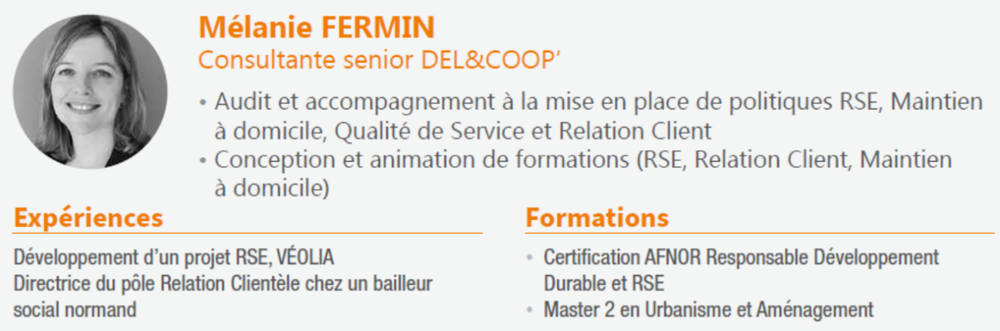 Mélanie FERMIN
Consultante senior DEL&COOP’
• Audit et accompagnement à la mise en place de politiques RSE, Maintien
à domicile, Qualité de Service et Relation Client
• Conception et animation de formations (RSE, Relation Client, Maintien
à domicile)
Expériences
Développement d’un projet RSE, VÉOLIA
Directrice du pôle Relation Clientèle chez un bailleur
social normand
Formations
• Certification AFNOR Responsable Développement
Durable et RSE
• Master 2 en Urbanisme et Aménagement